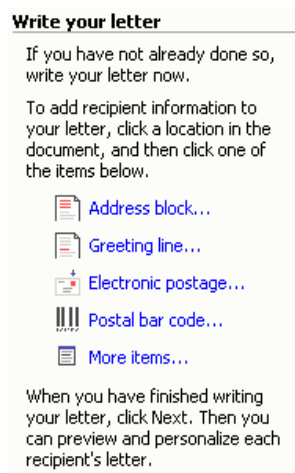 Write your letter
If you have not already done so,
write your letter now.
To add recipient information to
your letter, click a location in the
document, and then click one of
the items below.
Address block...
Greeting line...
Electronic postage...
Postal bar code...
More items...
When you have finished writing
your letter, click Next. Then you
can preview and personalize each
recipient's letter.